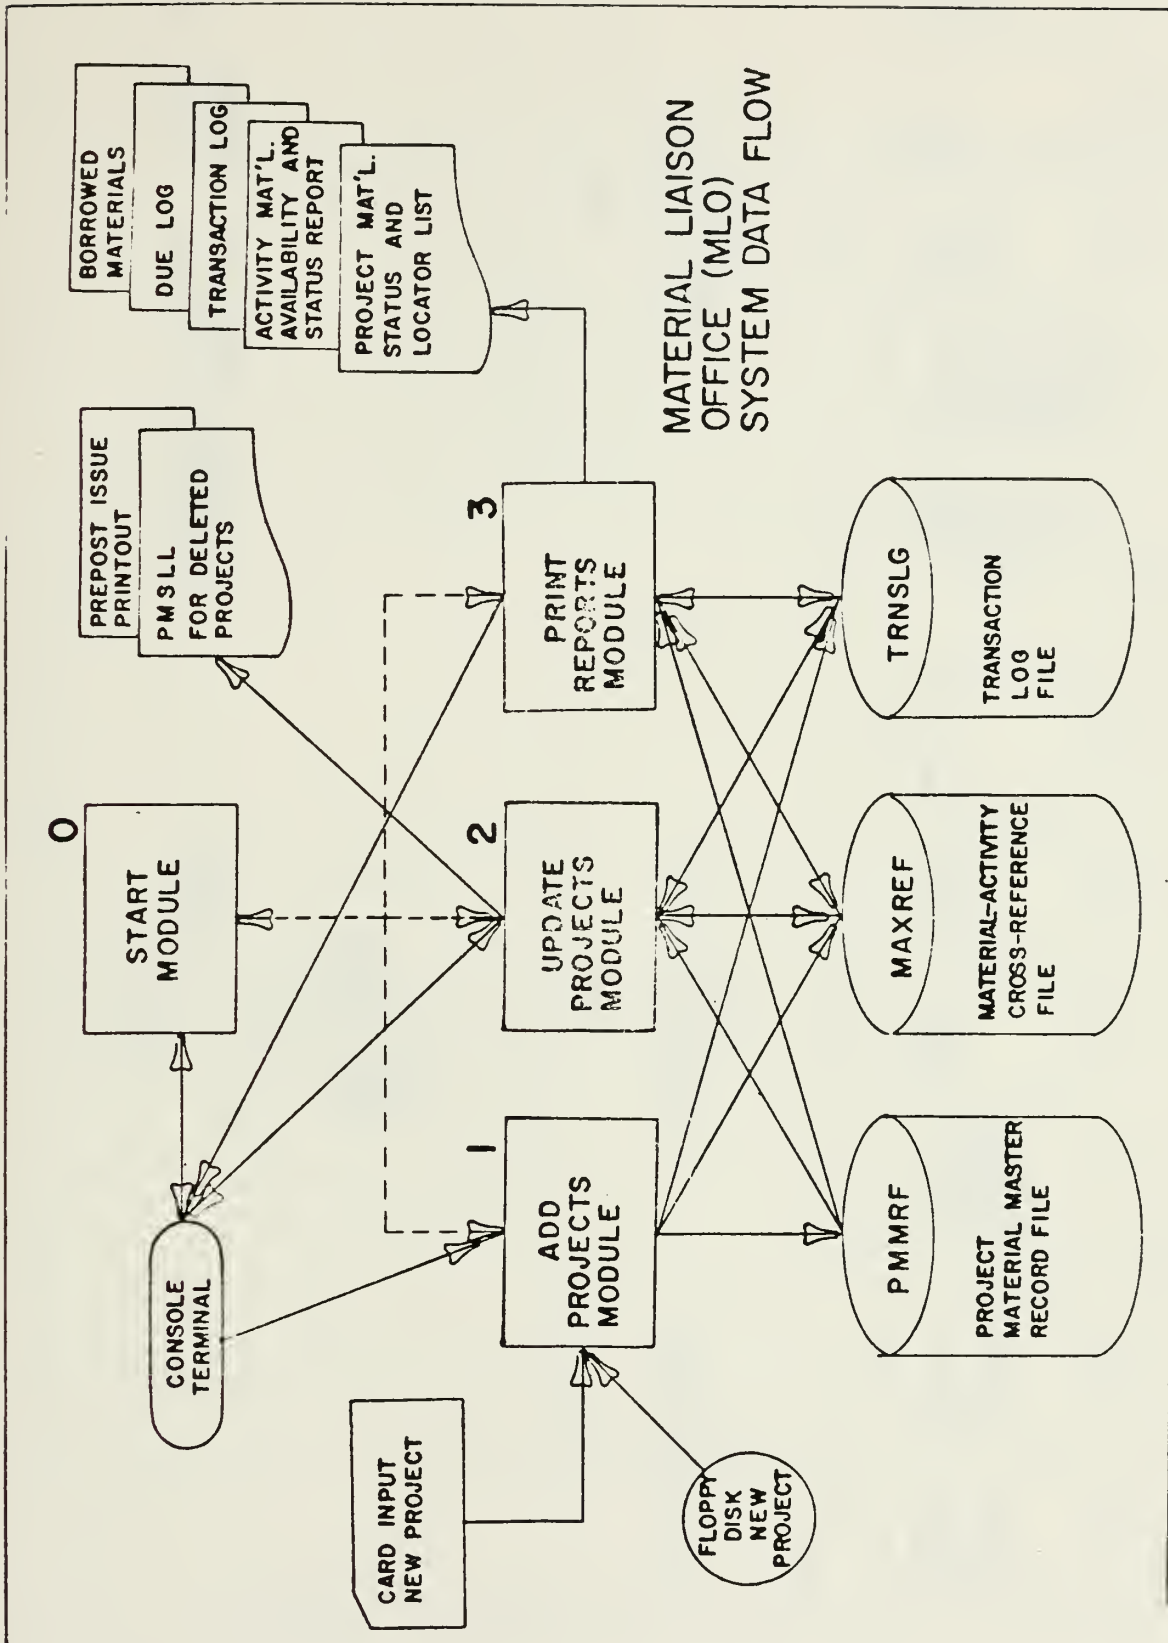 BORROWED
MATERIALS
DUE LOG
TRANSACTION LOG
ACTIVITY MAT'L.
AVAILABILITY AND
STATUS REPORT
PROJECT MAT'L.
STATUS AND
LOCATOR LIST
PREPOST ISSUE
PRINTOUT
PMSLL
FOR DELETED
PROJECTS
0
START
MODULE
CONSOLE
TERMINAL
CARD INPUT
NEW PROJECT
FLOPPY
DISK
NEW
PROJECT
1
ADD
PROJECTS
MODULE
2
UPDATE
PROJECTS
MODULE
3
PRINT
REPORTS
MODULE
PMMRF
PROJECT
MATERIAL MASTER
RECORD FILE
MAXREF
MATERIAL-ACTIVITY
CROSS-REFERENCE
FILE
TRNSLG
TRANSACTION
LOG
FILE
MATERIAL LIAISON
OFFICE (MLO)
SYSTEM DATA FLOW